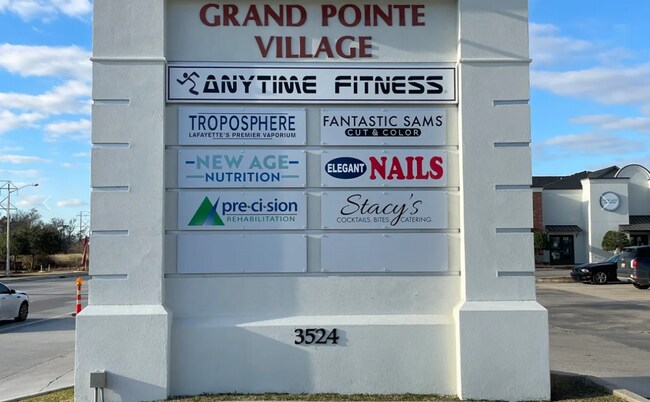 GRAND POINTE
VILLAGE
ANYTIME FITNESS
TROPOSPHERE
LAFAYETTE'S PREMIER VAPORIUM
FANTASTIC SAMS
CUT & COLOR
NEW AGE
NUTRITION
ELEGANT NAILS
pre·ci·sion
REHABILITATION
Stacy's
COCKTAILS. BITES. CATERING
3524